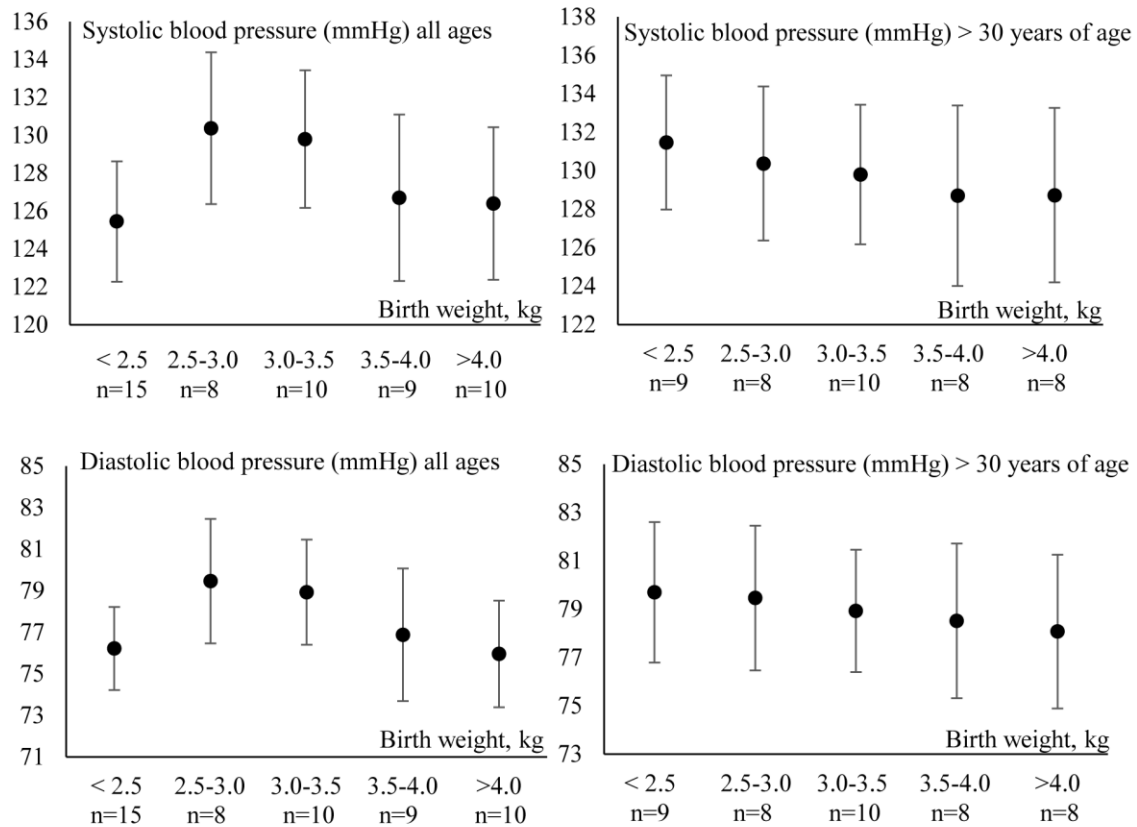 Systolic blood pressure (mmHg) all ages
136
134
132
130
128
126
124
122
120
Birth weight, kg
< 2.5 2.5-3.0 3.0-3.5 3.5-4.0 >4.0
n=15 n=8 n=10 n=9 n=10
Systolic blood pressure (mmHg) > 30 years of age
138
136
134
132
130
128
126
124
122
Birth weight, kg
< 2.5 2.5-3.0 3.0-3.5 3.5-4.0 >4.0
n=9 n=8 n=10 n=8 n=8
Diastolic blood pressure (mmHg) all ages
85
83
81
79
77
75
73
71
Birth weight, kg
< 2.5 2.5-3.0 3.0-3.5 3.5-4.0 >4.0
n=15 n=8 n=10 n=9 n=10
Diastolic blood pressure (mmHg) > 30 years of age
85
83
81
79
77
75
73
Birth weight, kg
< 2.5 2.5-3.0 3.0-3.5 3.5-4.0 >4.0
n=9 n=8 n=10 n=8 n=8